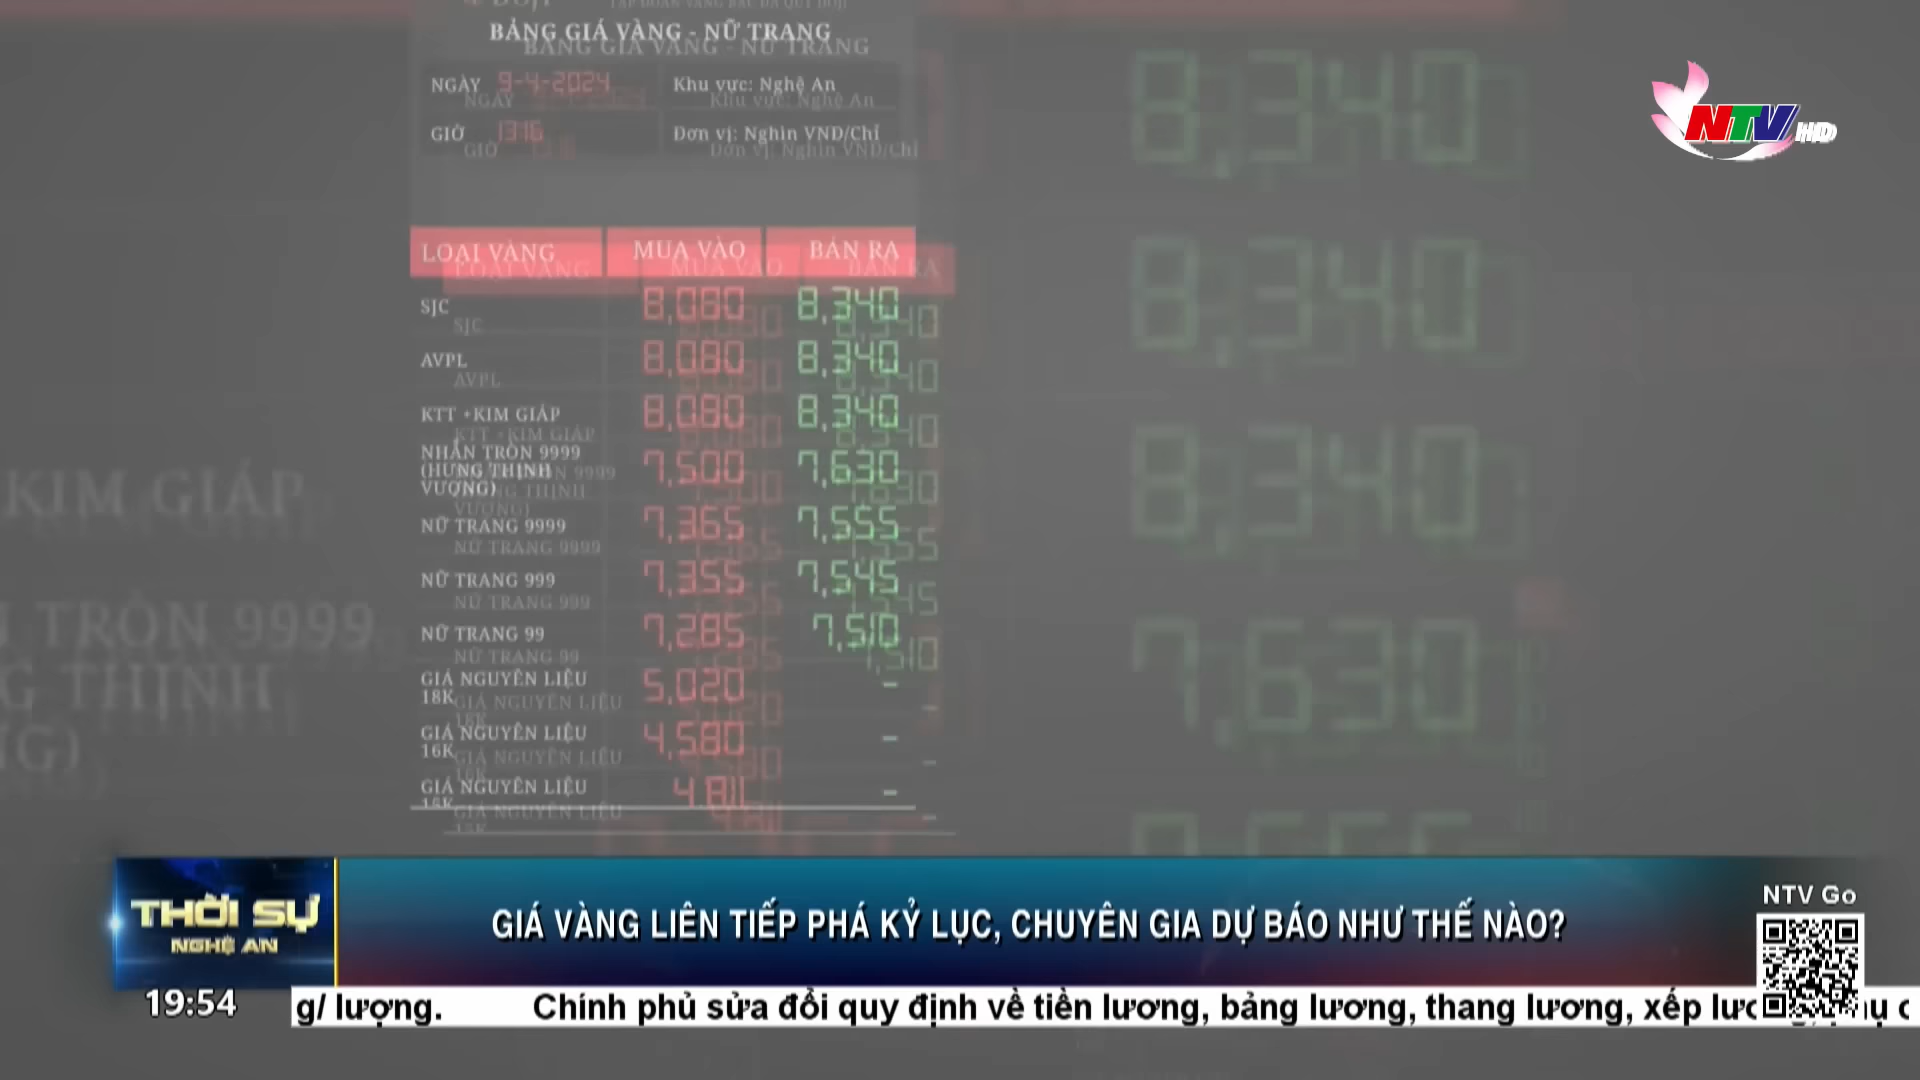 BẢNG GIÁ VÀNG - NỮ TRANG
NGÀY 9-4-2024 Khu vực: Nghệ An
GIỜ 1316 Đơn vị: Nghìn VND/Chỉ
NTV HD
LOẠI VÀNG MUA VÀO BÁN RA
SJC 8,080 8,340
AVPL 8,080 8,340
KTT +KIM GIÁP 8,080 8,340
NHẪN TRÒN 9999
(HƯNG THỊNH
VƯỢNG) 7,500 7,630
NỮ TRANG 9999 7,365 7,555
NỮ TRANG 999 7,355 7,545
NỮ TRANG 99 7,285 7,510
GIÁ NGUYÊN LIỆU
18K 5,020 -
GIÁ NGUYÊN LIỆU
16K 4,580 -
GIÁ NGUYÊN LIỆU
15K 4,811 -
KIM GIÁP
TRÒN 9999
THỊNH
8,340
8,340
8,340
7,630
THỜI SỰ
NGHỆ AN
GIÁ VÀNG LIÊN TIẾP PHÁ KỶ LỤC, CHUYÊN GIA DỰ BÁO NHƯ THẾ NÀO?
NTV Go
19:54
g/ lượng. Chính phủ sửa đổi quy định về tiền lương, bảng lương, thang lương, xếp